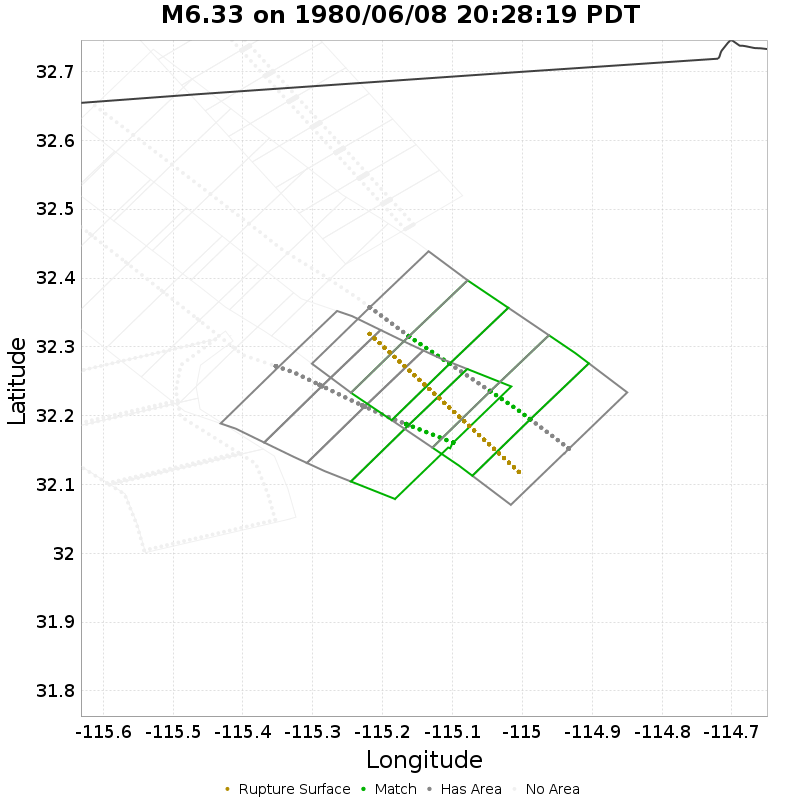 M6.33 on 1980/06/08 20:28:19 PDT
Latitude
32.7
32.6
32.5
32.4
32.3
32.2
32.1
32
31.9
31.8
-115.6 -115.5 -115.4 -115.3 -115.2 -115.1 -115 -114.9 -114.8 -114.7
Longitude
Rupture Surface Match Has Area No Area